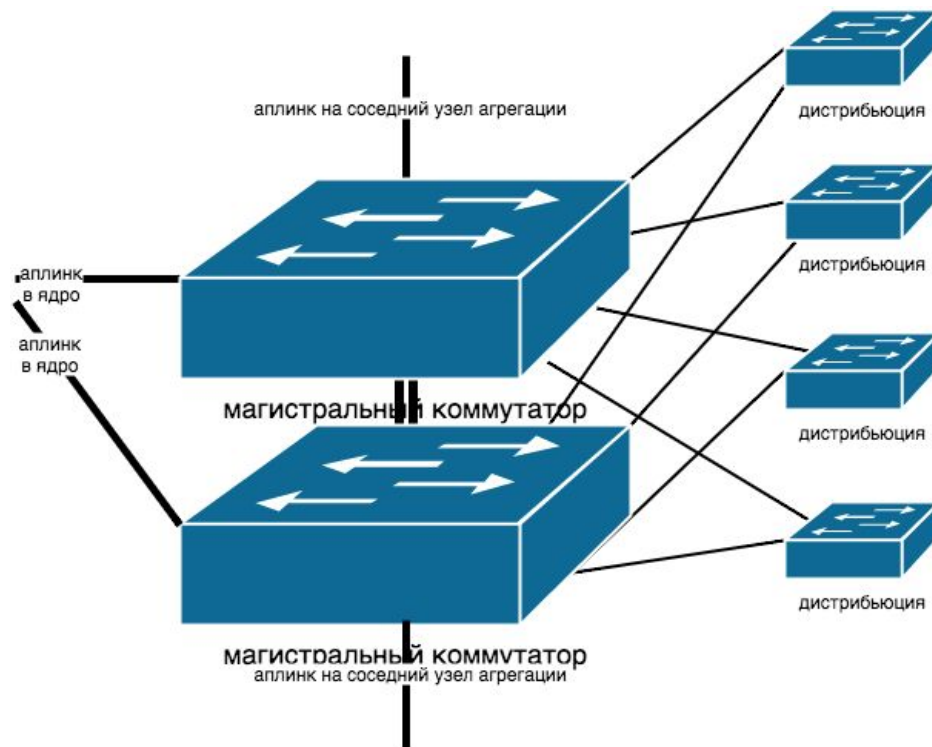 дистрибьюция
аплинк на соседний узел агрегации
дистрибьюция
аплинк
в ядро
аплинк
в ядро
магистральный коммутатор
дистрибьюция
дистрибьюция
магистральный коммутатор
аплинк на соседний узел агрегации